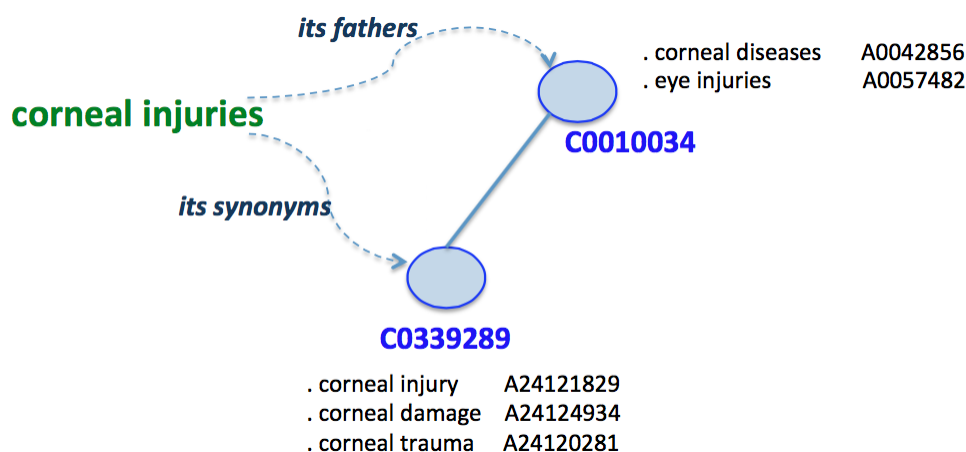 its fathers
. corneal diseases A0042856
. eye injuries A0057482
corneal injuries
C0010034
its synonyms
C0339289
. corneal injury A24121829
. corneal damage A24124934
. corneal trauma A24120281